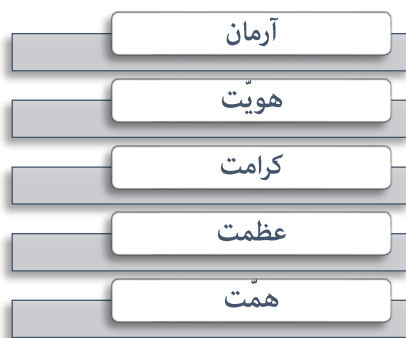 آرمان
هویّت
کرامت
عظمت
همّت